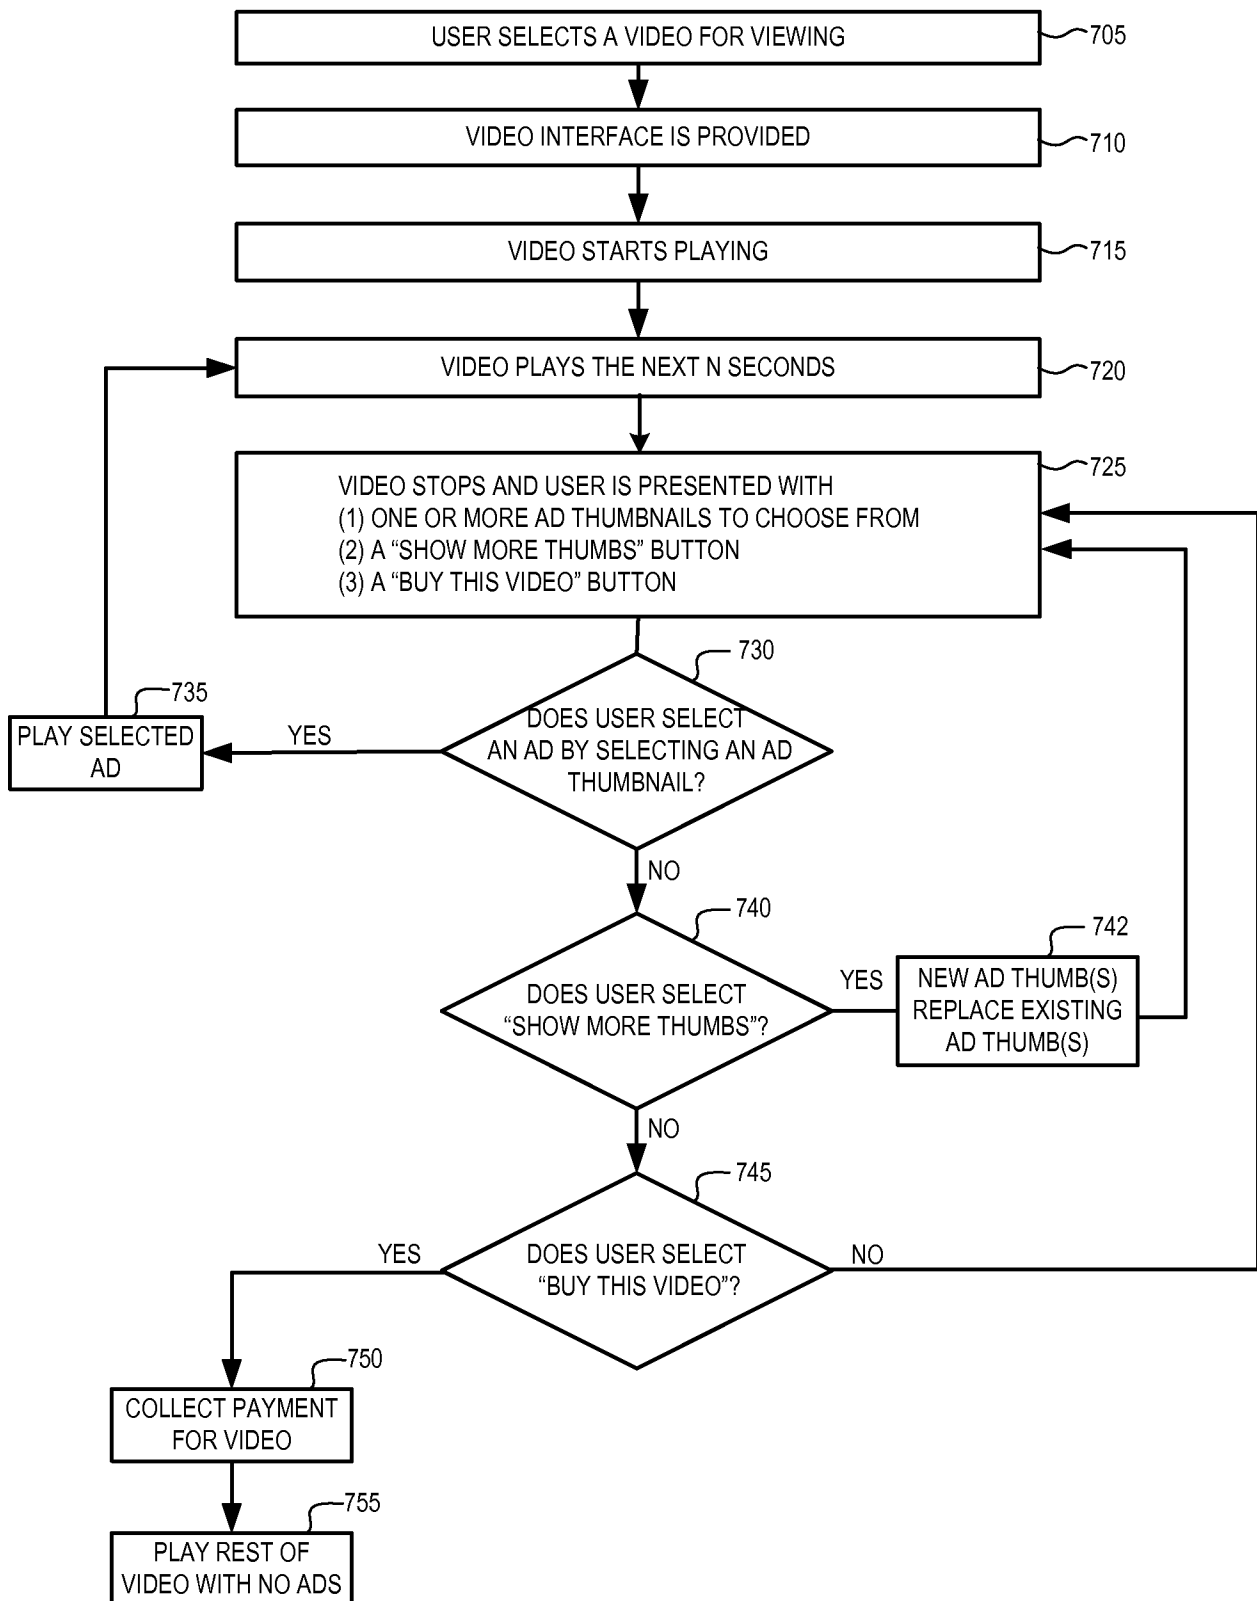 USER SELECTS A VIDEO FOR VIEWING
705
VIDEO INTERFACE IS PROVIDED
710
VIDEO STARTS PLAYING
715
VIDEO PLAYS THE NEXT N SECONDS
720
725
VIDEO STOPS AND USER IS PRESENTED WITH
(1) ONE OR MORE AD THUMBNAILS TO CHOOSE FROM
(2) A “SHOW MORE THUMBS” BUTTON
(3) A “BUY THIS VIDEO” BUTTON
730
DOES USER SELECT
AN AD BY SELECTING AN AD
THUMBNAIL?
YES
735
PLAY SELECTED
AD
NO
740
DOES USER SELECT
“SHOW MORE THUMBS”?
YES
742
NEW AD THUMB(S)
REPLACE EXISTING
AD THUMB(S)
NO
745
DOES USER SELECT
“BUY THIS VIDEO”?
YES
NO
750
COLLECT PAYMENT
FOR VIDEO
755
PLAY REST OF
VIDEO WITH NO ADS